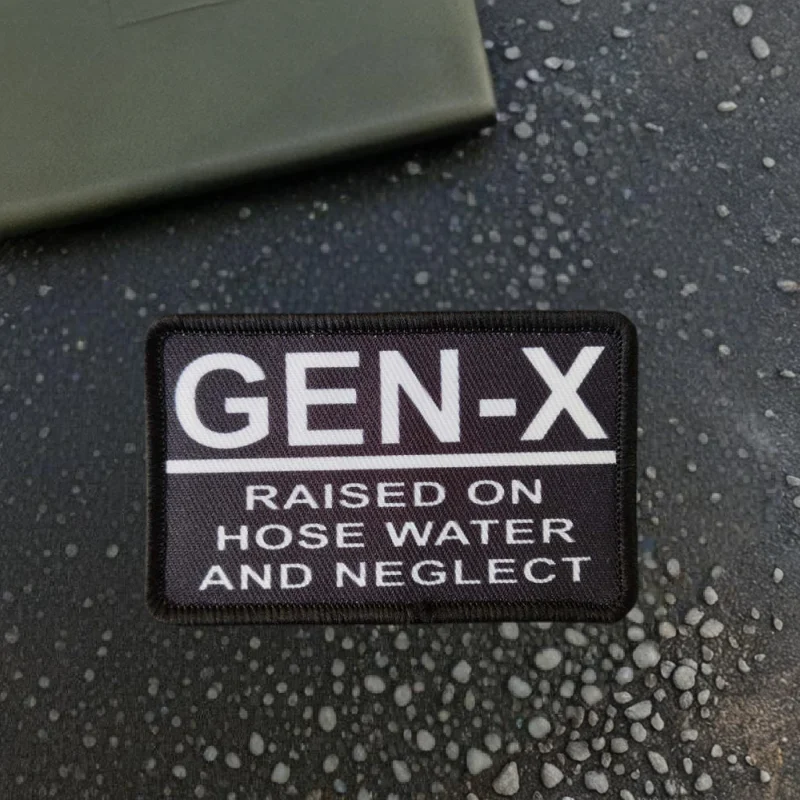 GEN-X
RAISED ON
HOSE WATER
AND NEGLECT